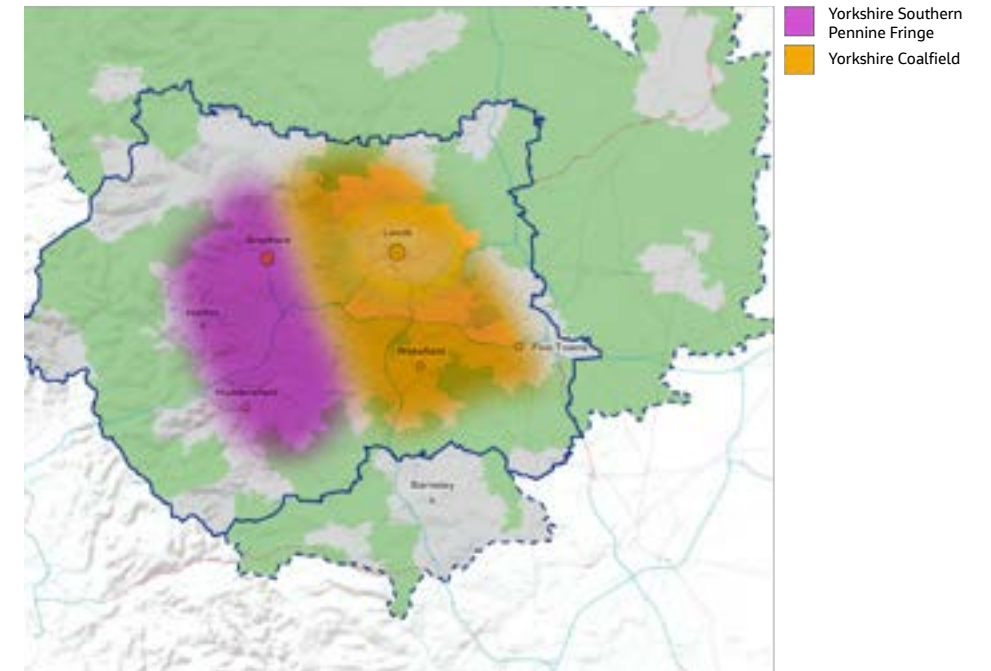 Yorkshire Southern
Pennine Fringe
Yorkshire Coalfield
Leeds
Bradford
Halifax
Wakefield
Five Towns
Huddersfield
Barnsley